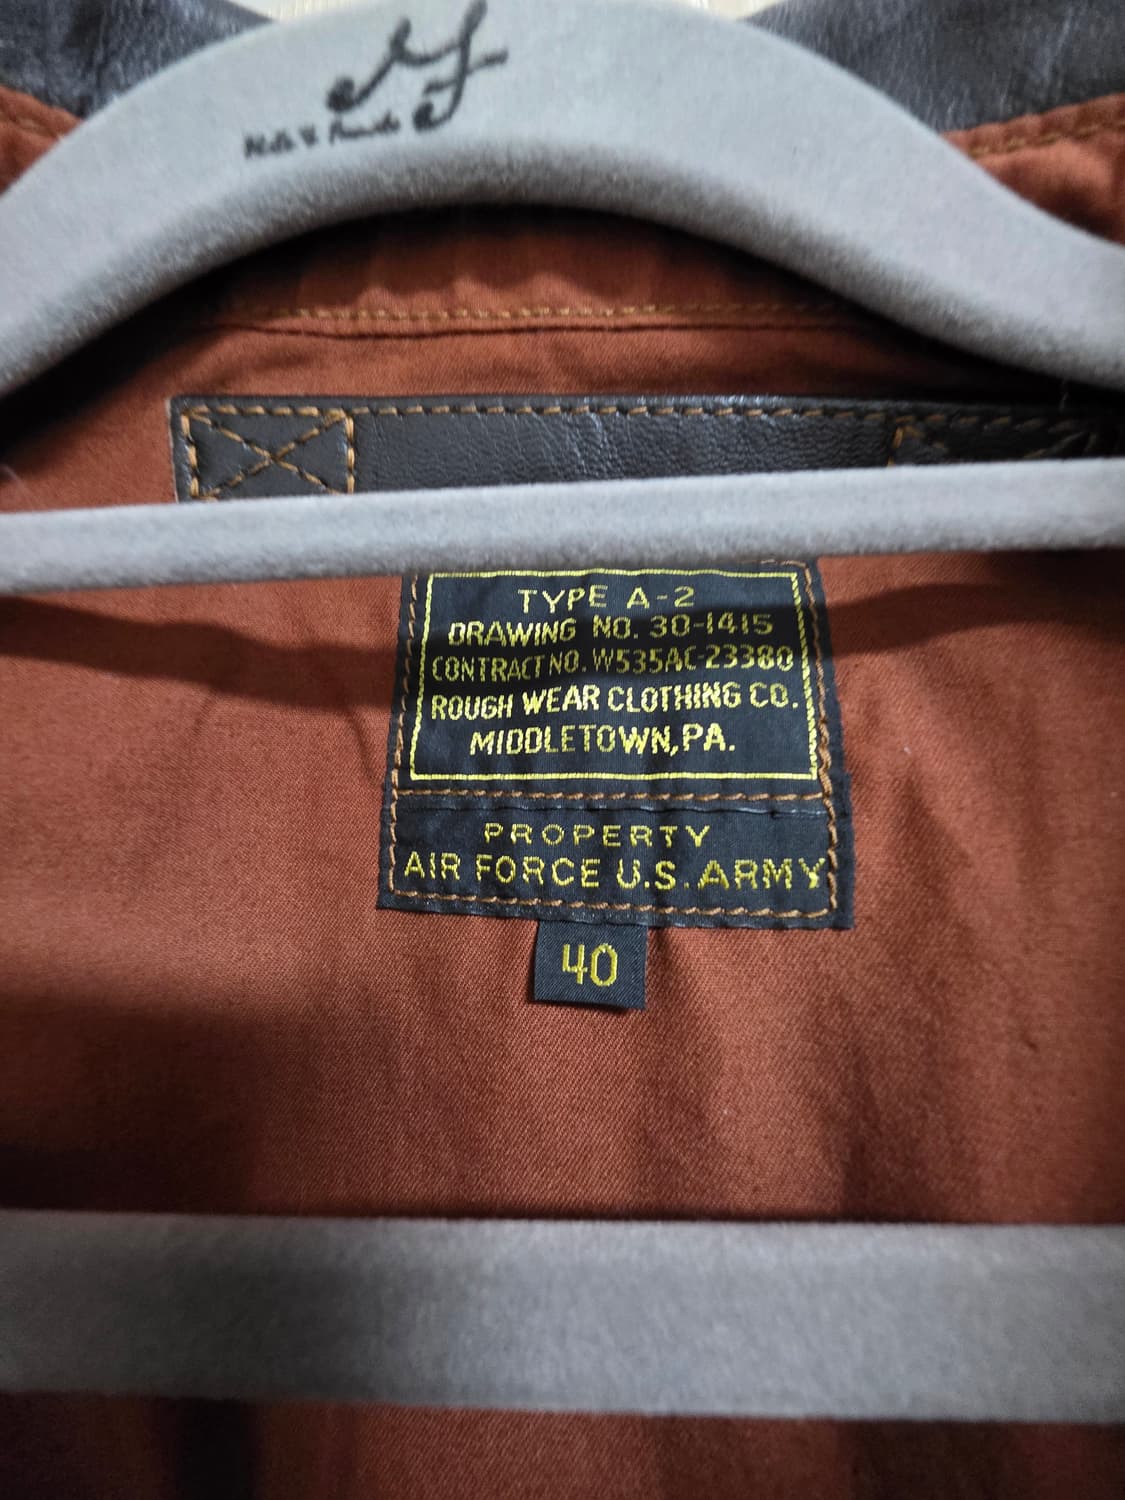 TYPE A-2
DRAWING NO. 30-1415
CONTRACT NO. W535AC-23380
ROUGH WEAR CLOTHING CO.
MIDDLETOWN, PA.
PROPERTY
AIR FORCE U.S. ARMY
40